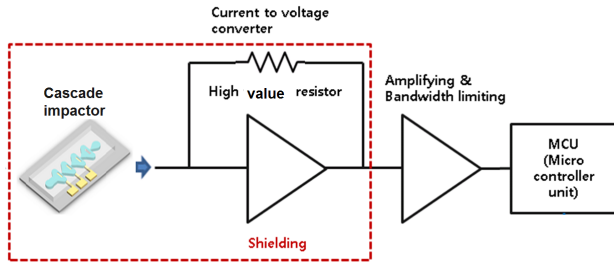 Current to voltage
converter
High value resistor
Cascade
impactor
Amplifying &
Bandwidth limiting
MCU
(Micro
controller
unit)
Shielding